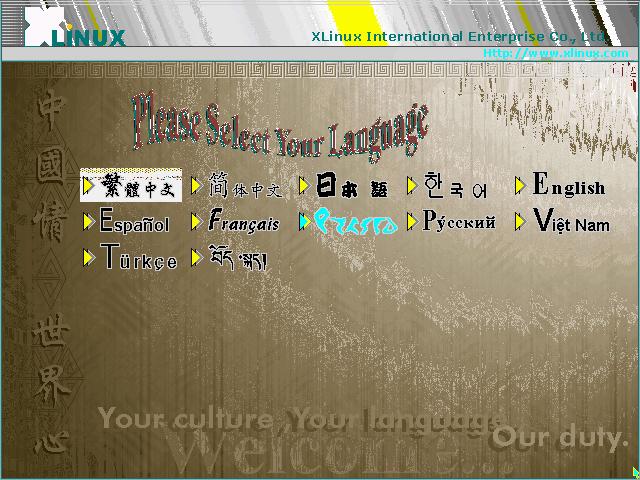 XLiNUX
XLinux International Enterprise Co., Ltd.
Http://www.xlinux.com
中國情 世界心
Please Select Your Language
繁體中文
简体中文
日本語
한국어
English
Español
Français
Рýсский
Việt Nam
Türkçe
བོད་སྐད།
Your culture ,Your language
Our duty.
Welcome...